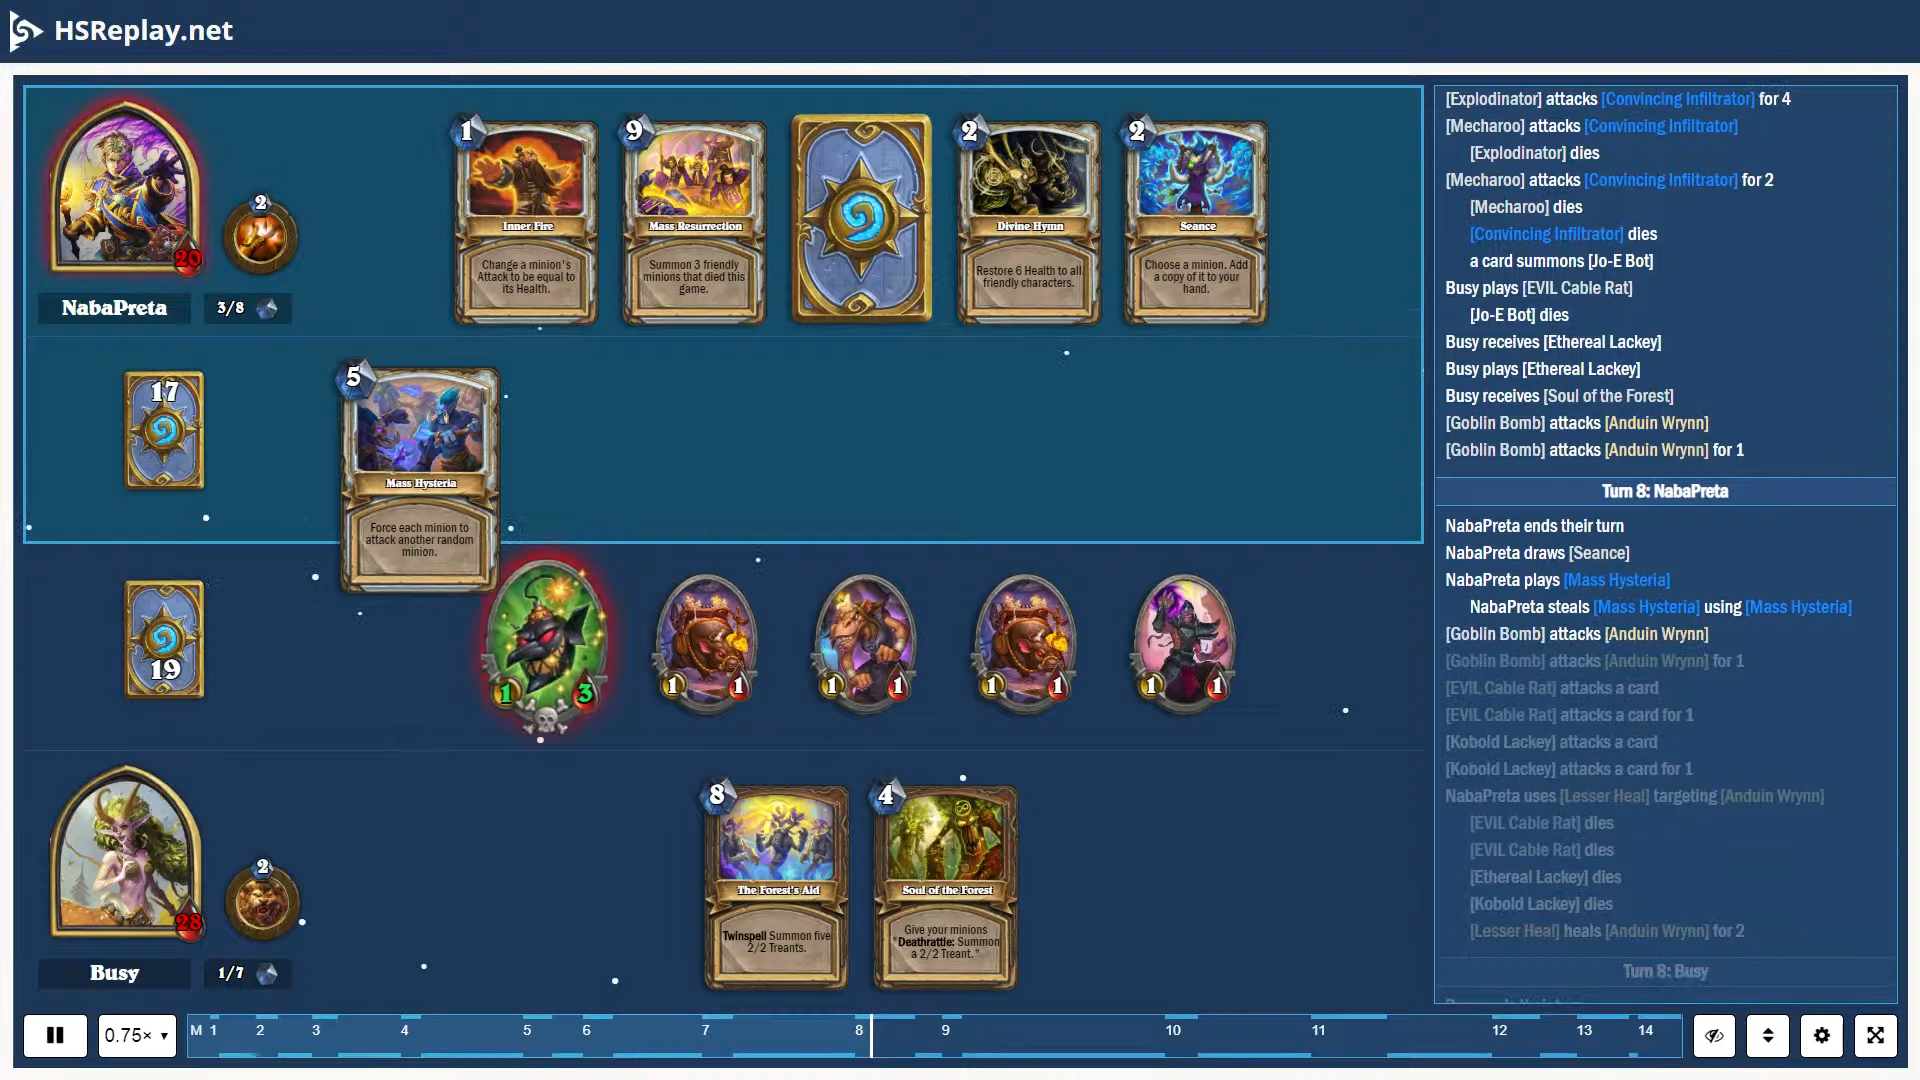 HSReplay.net
20
2
NabaPreta
3/8
1
Inner Fire
Change a minion's
Attack to be equal to
its Health.
9
Mass Resurrection
Summon 3 friendly
minions that died this
game.
2
Divine Hymn
Restore 6 Health to all
friendly characters.
2
Seance
Choose a minion. Add
a copy of it to your
hand.
17
5
Mass Hysteria
Force each minion to
attack another random
minion.
19
1
3
1
1
1
1
1
1
1
1
28
2
Busy
1/7
8
The Forest's Aid
Twinspell Summon five
2/2 Treants.
4
Soul of the Forest
Give your minions
"Deathrattle: Summon
a 2/2 Treant."
[Explodinator] attacks [Convincing Infiltrator] for 4
[Mecharoo] attacks [Convincing Infiltrator]
[Explodinator] dies
[Mecharoo] attacks [Convincing Infiltrator] for 2
[Mecharoo] dies
[Convincing Infiltrator] dies
a card summons [Jo-E Bot]
Busy plays [EVIL Cable Rat]
[Jo-E Bot] dies
Busy receives [Ethereal Lackey]
Busy plays [Ethereal Lackey]
Busy receives [Soul of the Forest]
[Goblin Bomb] attacks [Anduin Wrynn]
[Goblin Bomb] attacks [Anduin Wrynn] for 1
Turn 8: NabaPreta
NabaPreta ends their turn
NabaPreta draws [Seance]
NabaPreta plays [Mass Hysteria]
NabaPreta steals [Mass Hysteria] using [Mass Hysteria]
[Goblin Bomb] attacks [Anduin Wrynn]
[Goblin Bomb] attacks [Anduin Wrynn] for 1
[EVIL Cable Rat] attacks a card
[EVIL Cable Rat] attacks a card for 1
[Kobold Lackey] attacks a card
[Kobold Lackey] attacks a card for 1
NabaPreta uses [Lesser Heal] targeting [Anduin Wrynn]
[EVIL Cable Rat] dies
[EVIL Cable Rat] dies
[Ethereal Lackey] dies
[Kobold Lackey] dies
[Lesser Heal] heals [Anduin Wrynn] for 2
Turn 8: Busy
0.75×
M 1 2 3 4 5 6 7 8 9 10 11 12 13 14